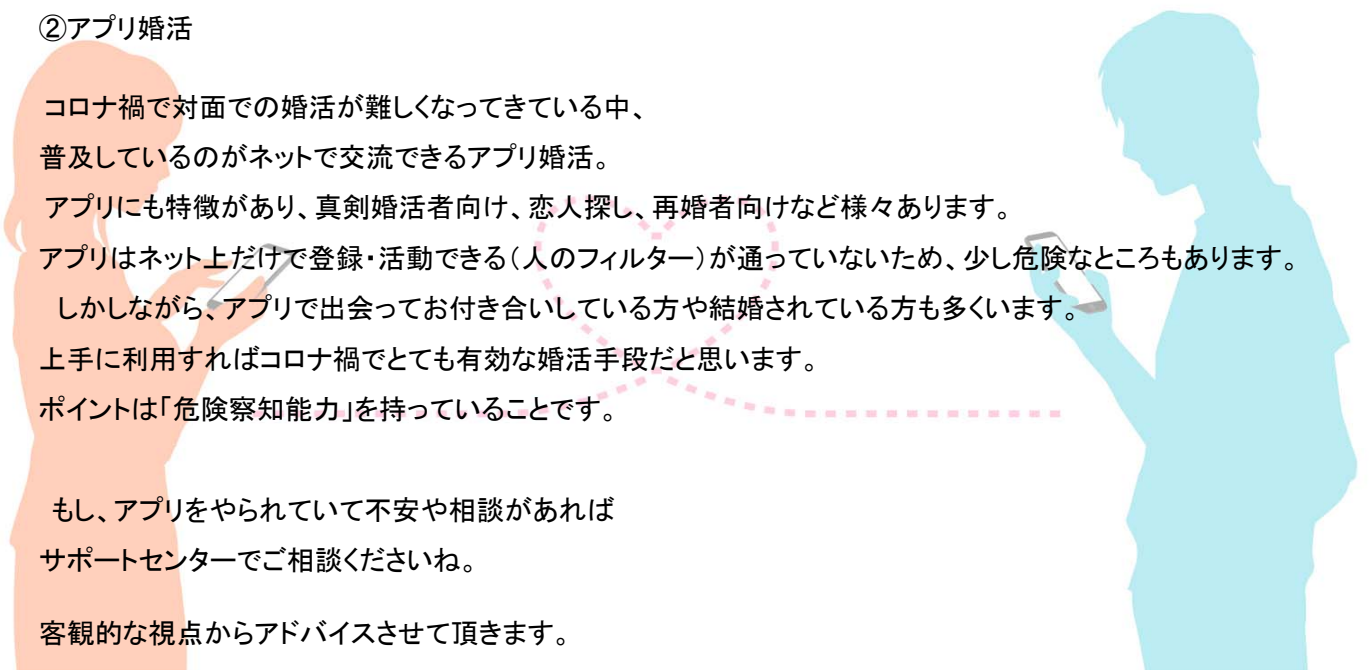 ②アプリ婚活
コロナ禍で対面での婚活が難しくなってきている中、
普及しているのがネットで交流できるアプリ婚活。
アプリにも特徴があり、真剣婚活者向け、恋人探し、再婚者向けなど様々あります。
アプリはネット上だけで登録・活動できる（人のフィルター）が通っていないため、少し危険なところもあります。
しかしながら、アプリで出会ってお付き合いしている方や結婚されている方も多くいます。
上手に利用すればコロナ禍でとても有効な婚活手段だと思います。
ポイントは「危険察知能力」を持っていることです。
もし、アプリをやられていて不安や相談があれば
サポートセンターでご相談くださいね。
客観的な視点からアドバイスさせて頂きます。